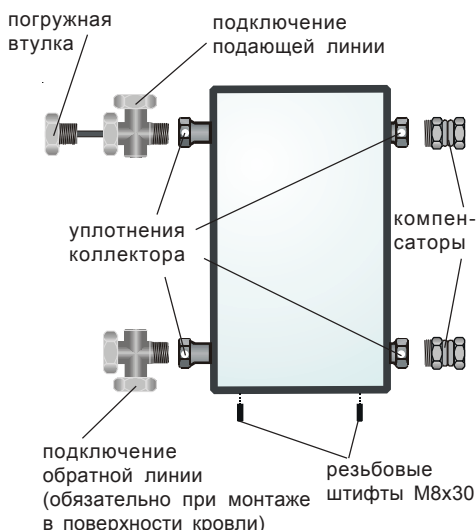 погружная
втулка
подключение
подающей линии
уплотнения
коллектора
компен-
саторы
подключение
обратной линии
(обязательно при монтаже
в поверхности кровли)
резьбовые
штифты M8x30